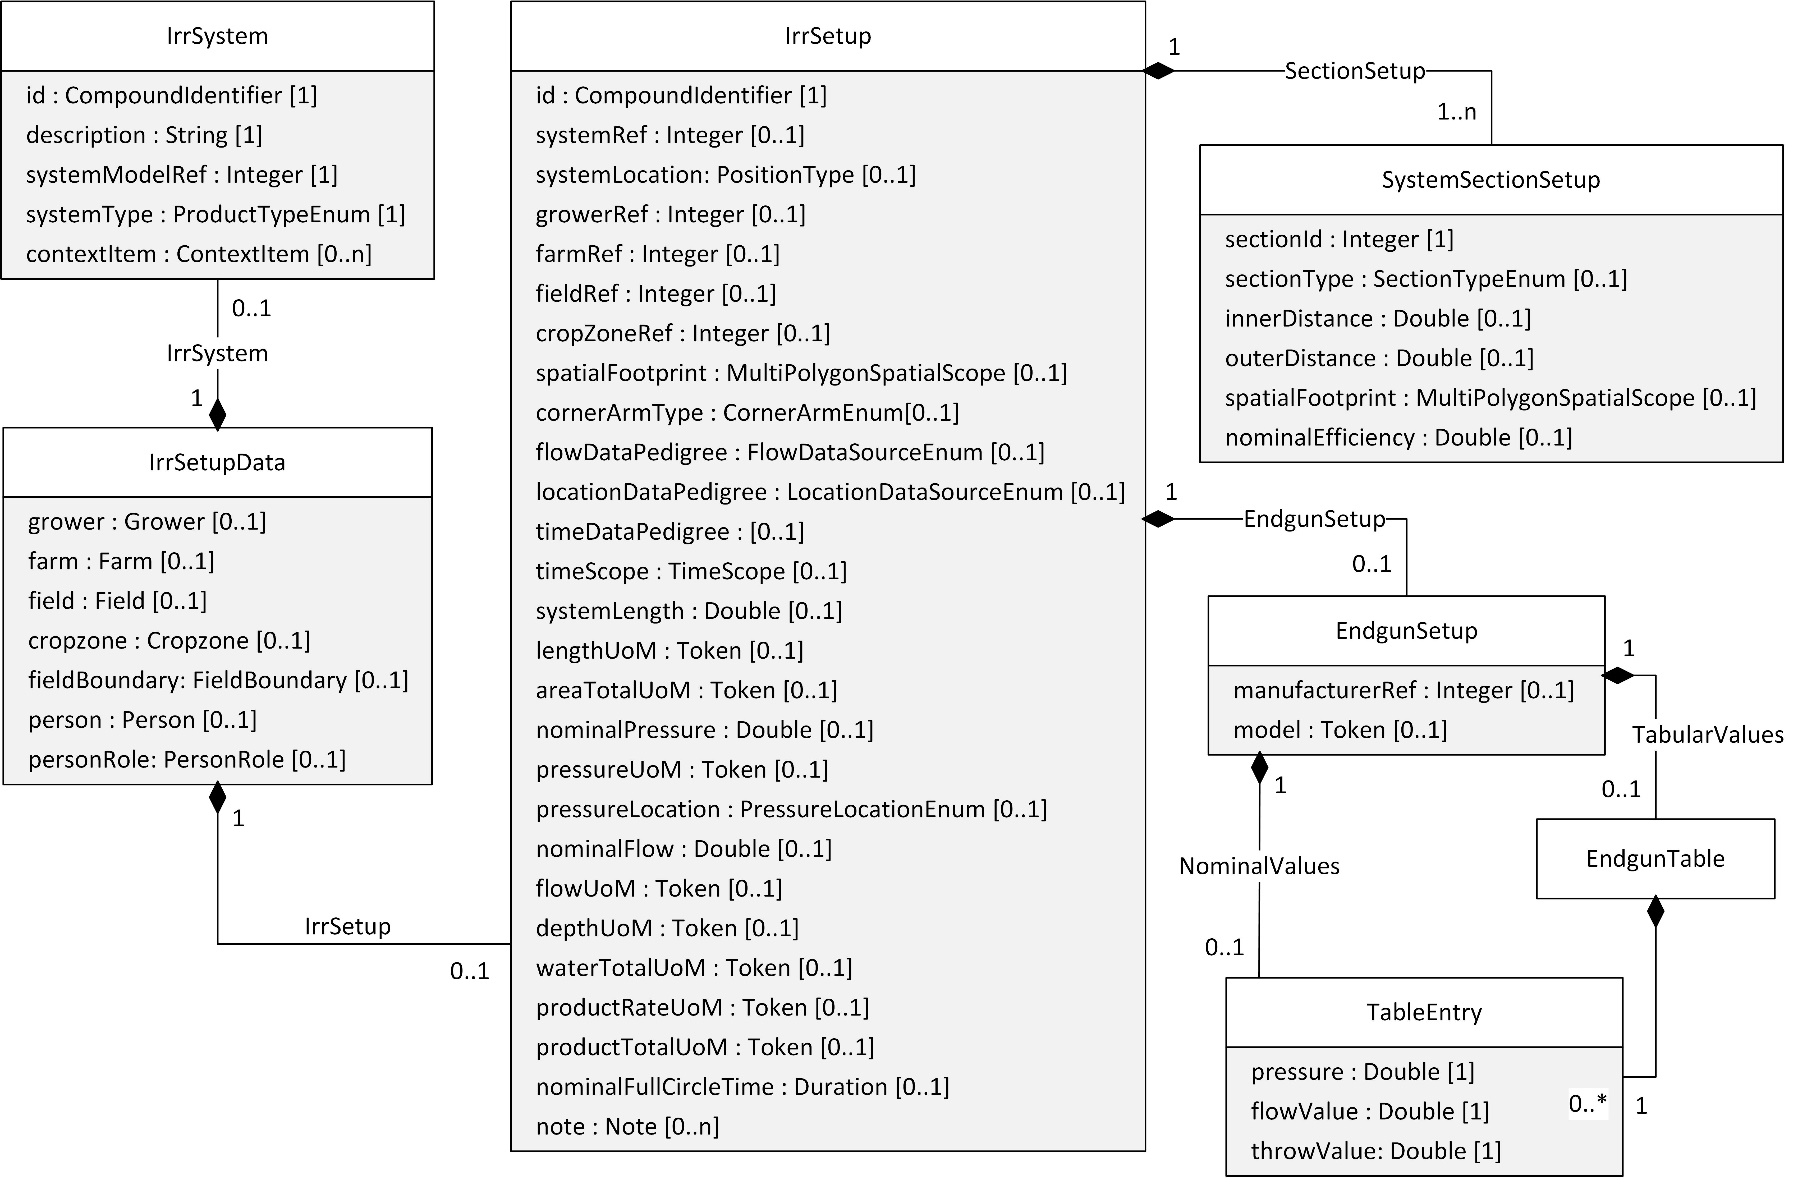 IrrSystem
id : CompoundIdentifier [1]
description : String [1]
systemModelRef : Integer [1]
systemType : ProductTypeEnum [1]
contextItem : ContextItem [0..n]
0..1
IrrSystem
1
IrrSetupData
grower : Grower [0..1]
farm : Farm [0..1]
field : Field [0..1]
cropzone : Cropzone [0..1]
fieldBoundary: FieldBoundary [0..1]
person : Person [0..1]
personRole: PersonRole [0..1]
1
IrrSetup
0..1
IrrSetup
id : CompoundIdentifier [1]
systemRef : Integer [0..1]
systemLocation: PositionType [0..1]
growerRef : Integer [0..1]
farmRef : Integer [0..1]
fieldRef : Integer [0..1]
cropZoneRef : Integer [0..1]
spatialFootprint : MultiPolygonSpatialScope [0..1]
cornerArmType : CornerArmEnum[0..1]
flowDataPedigree : FlowDataSourceEnum [0..1]
locationDataPedigree : LocationDataSourceEnum [0..1]
timeDataPedigree : [0..1]
timeScope : TimeScope [0..1]
systemLength : Double [0..1]
lengthUoM : Token [0..1]
areaTotalUoM : Token [0..1]
nominalPressure : Double [0..1]
pressureUoM : Token [0..1]
pressureLocation : PressureLocationEnum [0..1]
nominalFlow : Double [0..1]
flowUoM : Token [0..1]
depthUoM : Token [0..1]
waterTotalUoM : Token [0..1]
productRateUoM : Token [0..1]
productTotalUoM : Token [0..1]
nominalFullCircleTime : Duration [0..1]
note : Note [0..n]
1
SectionSetup
1..n
SystemSectionSetup
sectionId : Integer [1]
sectionType : SectionTypeEnum [0..1]
innerDistance : Double [0..1]
outerDistance : Double [0..1]
spatialFootprint : MultiPolygonSpatialScope [0..1]
nominalEfficiency : Double [0..1]
1
EndgunSetup
0..1
EndgunSetup
manufacturerRef : Integer [0..1]
model : Token [0..1]
1
TabularValues
0..1
EndgunTable
1
NominalValues
0..1
TableEntry
pressure : Double [1]
flowValue : Double [1]
throwValue: Double [1]
0..*
1